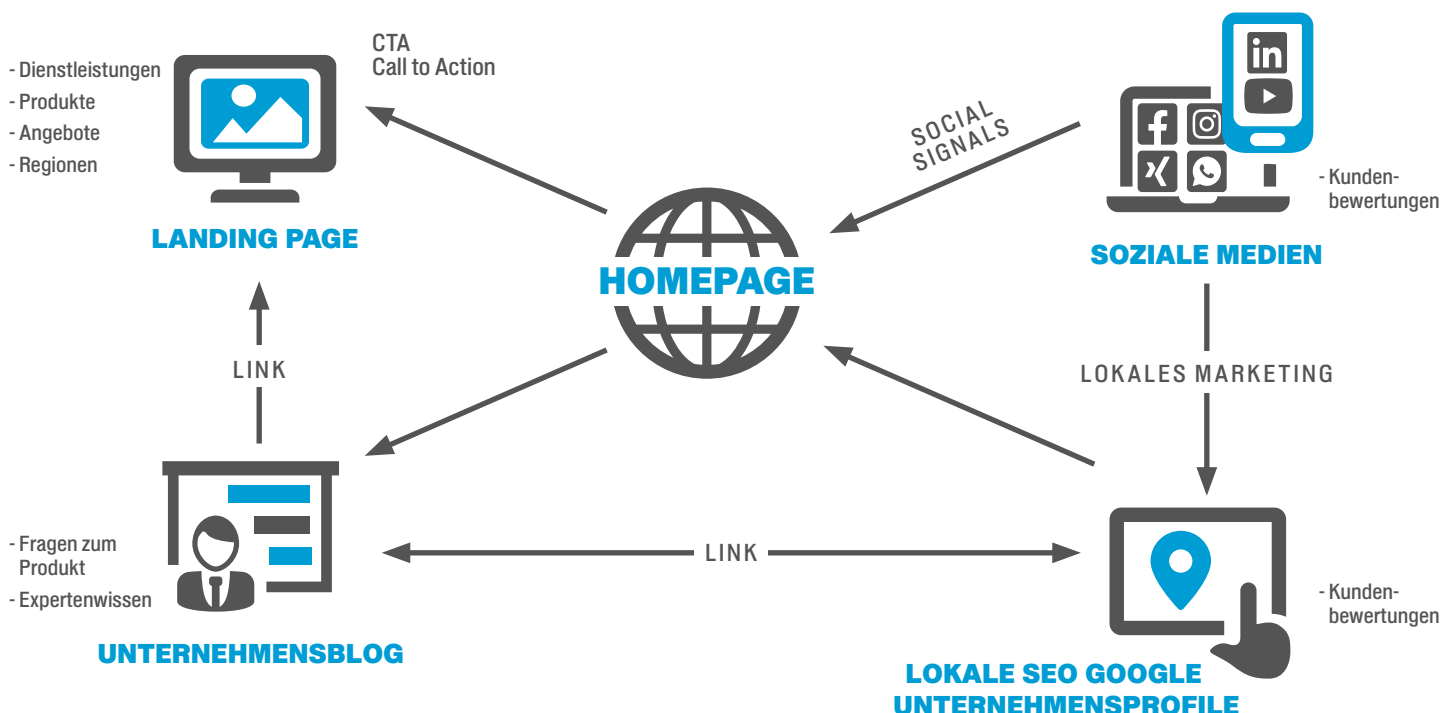 - Dienstleistungen
- Produkte
- Angebote
- Regionen
LANDING PAGE
CTA
Call to Action
SOCIAL
SIGNALS
in
f
- Kunden-
bewertungen
SOZIALE MEDIEN
HOMEPAGE
LINK
LOKALES MARKETING
- Fragen zum
Produkt
- Expertenwissen
UNTERNEHMENSBLOG
LINK
- Kunden-
bewertungen
LOKALE SEO GOOGLE
UNTERNEHMENSPROFILE